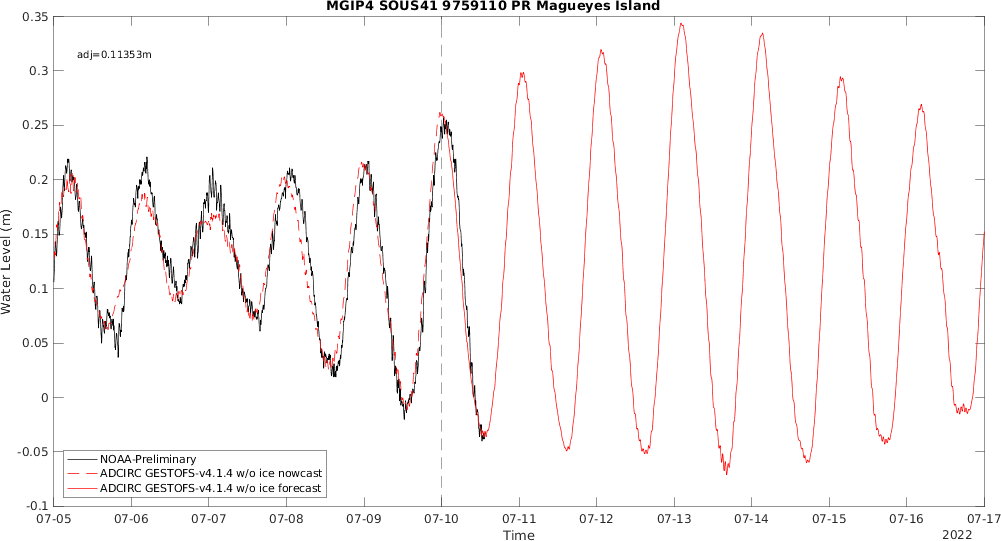 MGIP4 SOUS41 9759110 PR Magueyes Island
0.35
adj=0.11353m
0.3
0.25
0.2
0.15
0.1
0.05
0
-0.05
-0.1
Water Level (m)
NOAA-Preliminary
ADCIRC GESTOFS-v4.1.4 w/o ice nowcast
ADCIRC GESTOFS-v4.1.4 w/o ice forecast
07-05 07-06 07-07 07-08 07-09 07-10 07-11 07-12 07-13 07-14 07-15 07-16 07-17
Time
2022